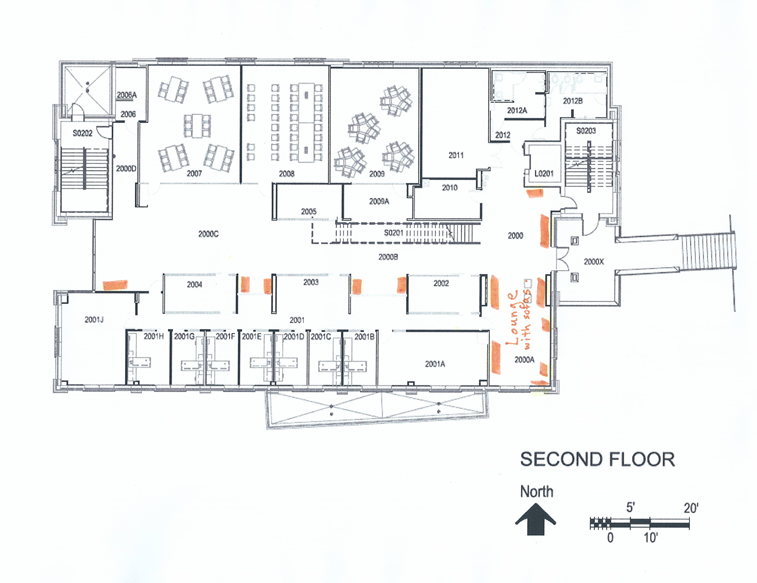 2006A
2006
S0202
2000D
2007
2008
2009
2011
2012A
2012B
2012
S0203
L0201
2010
2009A
2005
S0201
2000C
2000
2000B
2000X
2004
2003
2002
2001J
2001
2001H
2001G
2001F
2001E
2001D
2001C
2001B
2001A
Lounge
with sofas
2000A
SECOND FLOOR
North
5'
20'
0
10'